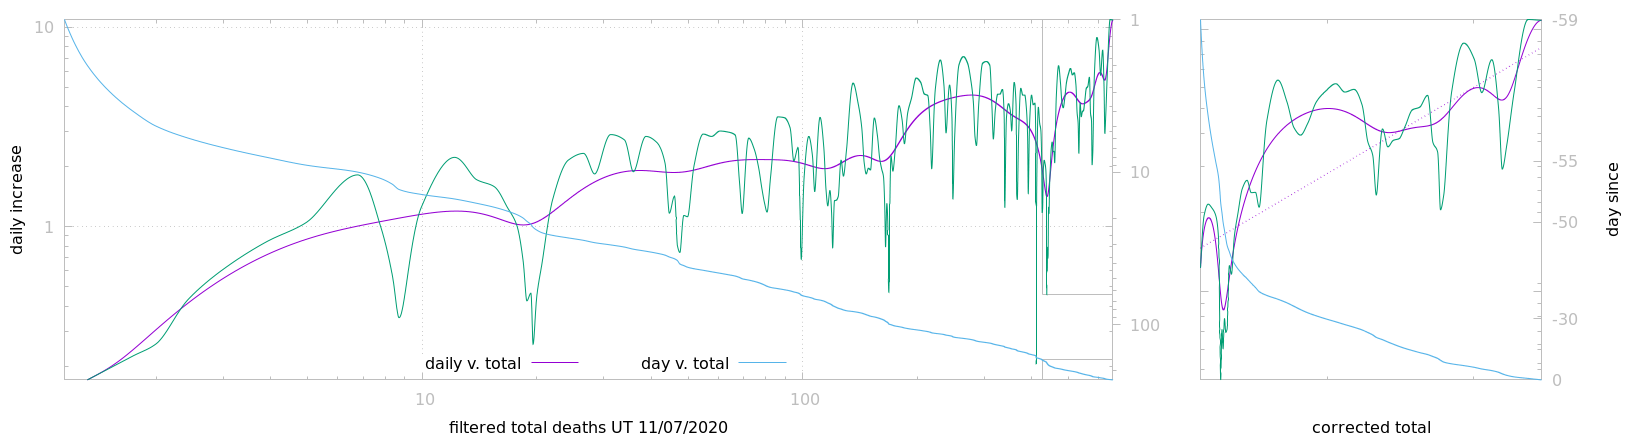 10
1
daily increase
1
10
100
daily v. total
day v. total
10
100
filtered total deaths UT 11/07/2020
-59
-55
-50
-30
0
day since
corrected total